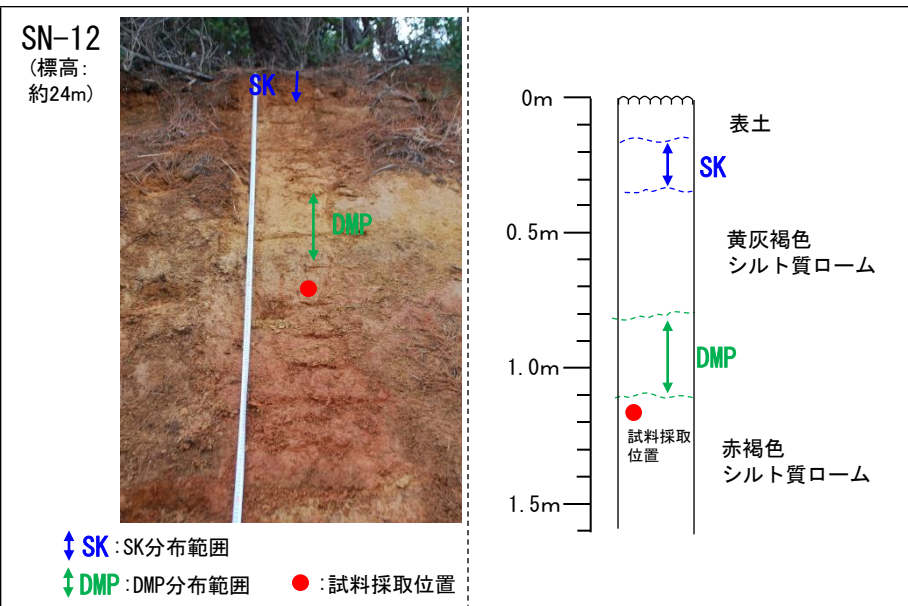 SN-12
(標高:
約24m)
SK
DMP
SK:SK分布範囲
DMP:DMP分布範囲
:試料採取位置
0m
表土
SK
0.5m
黄灰褐色
シルト質ローム
DMP
1.0m
試料採取
位置
赤褐色
シルト質ローム
1.5m